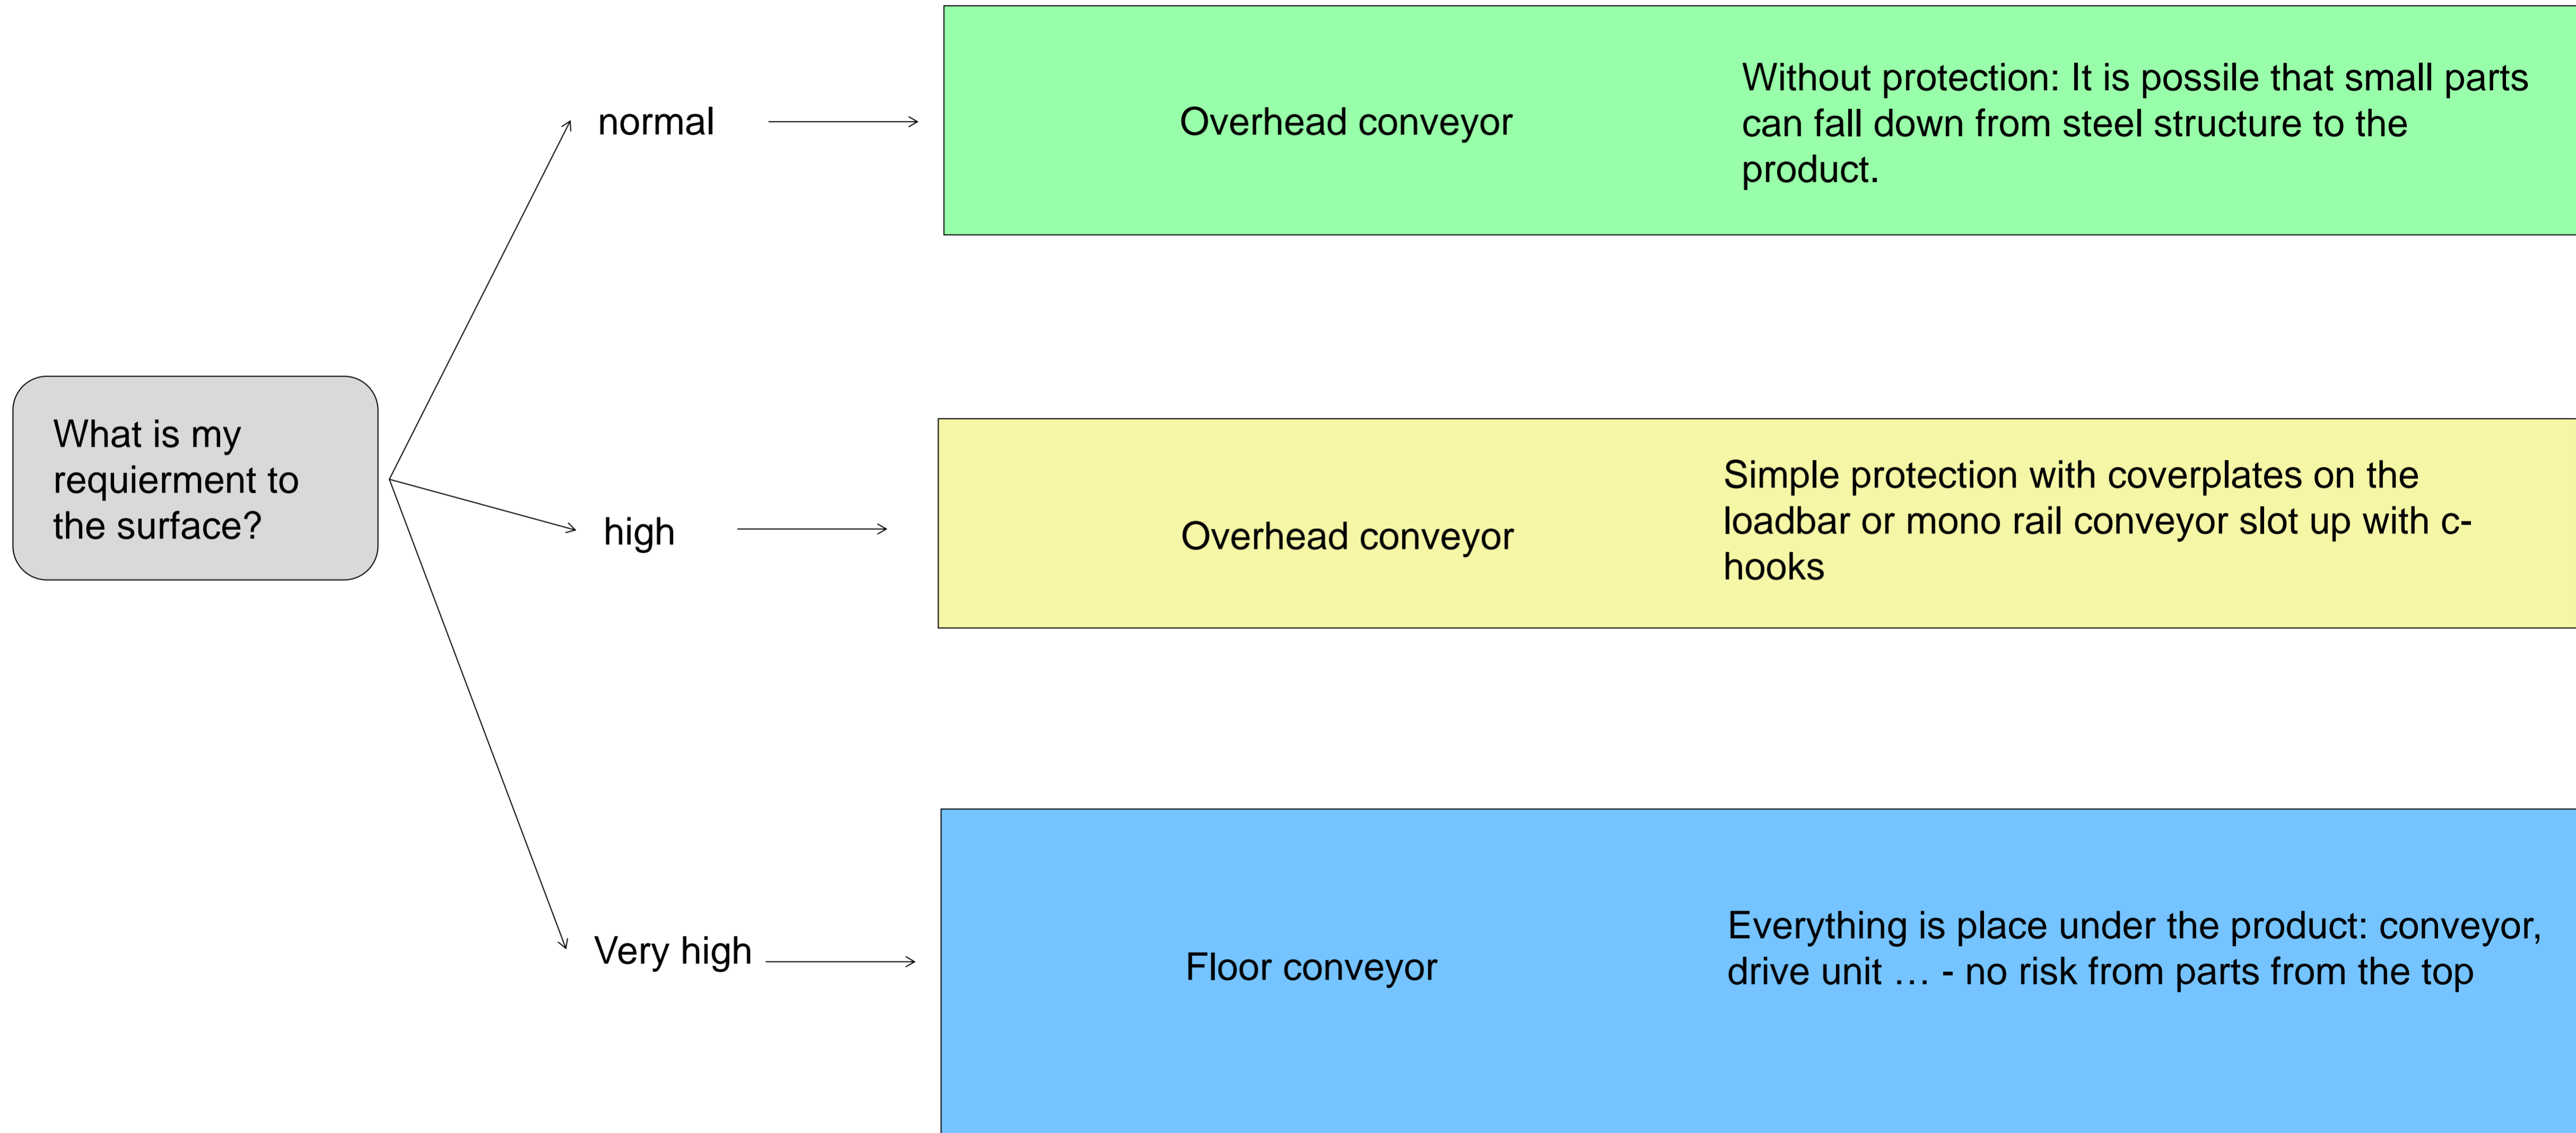 normal
Overhead conveyor
Without protection: It is possile that small parts
can fall down from steel structure to the
product.
What is my
requierment to
the surface?
high
Overhead conveyor
Simple protection with coverplates on the
loadbar or mono rail conveyor slot up with c-
hooks
Very high
Floor conveyor
Everything is place under the product: conveyor,
drive unit … - no risk from parts from the top